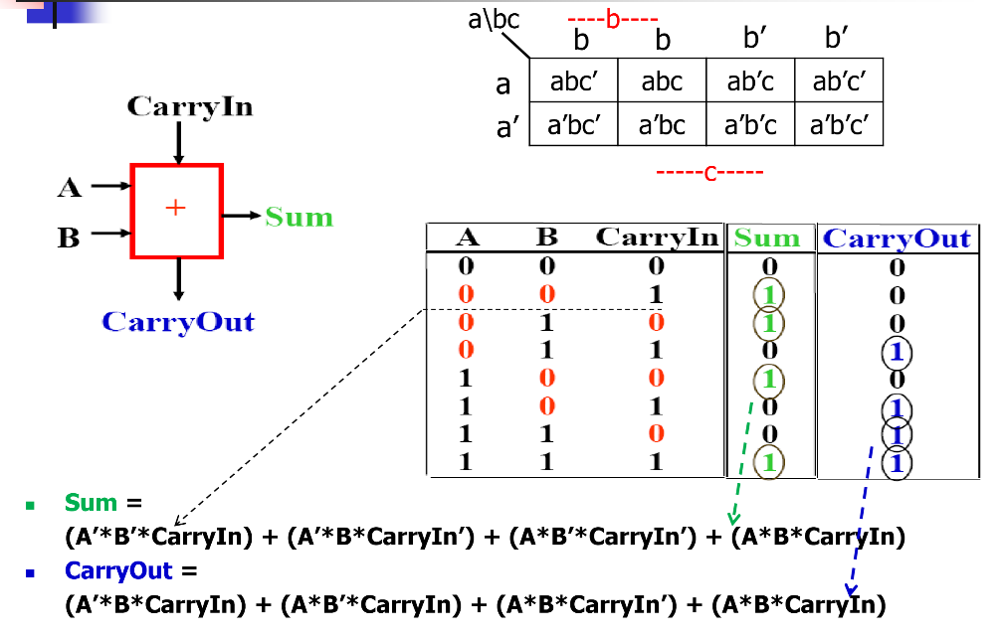 a\bc ----b----
b b b′ b′
a abc′ abc ab′c ab′c′
a′ a′bc′ a′bc a′b′c a′b′c′
-----c-----
CarryIn
A
+
Sum
B
CarryOut
A B CarryIn Sum CarryOut
0 0 0 0 0
0 0 1 1 0
0 1 0 1 0
0 1 1 0 1
1 0 0 1 0
1 0 1 0 1
1 1 0 0 1
1 1 1 1 1
Sum =
(A′*B′*CarryIn) + (A′*B*CarryIn′) + (A*B′*CarryIn′) + (A*B*CarryIn)
CarryOut =
(A′*B*CarryIn) + (A*B′*CarryIn) + (A*B*CarryIn′) + (A*B*CarryIn)